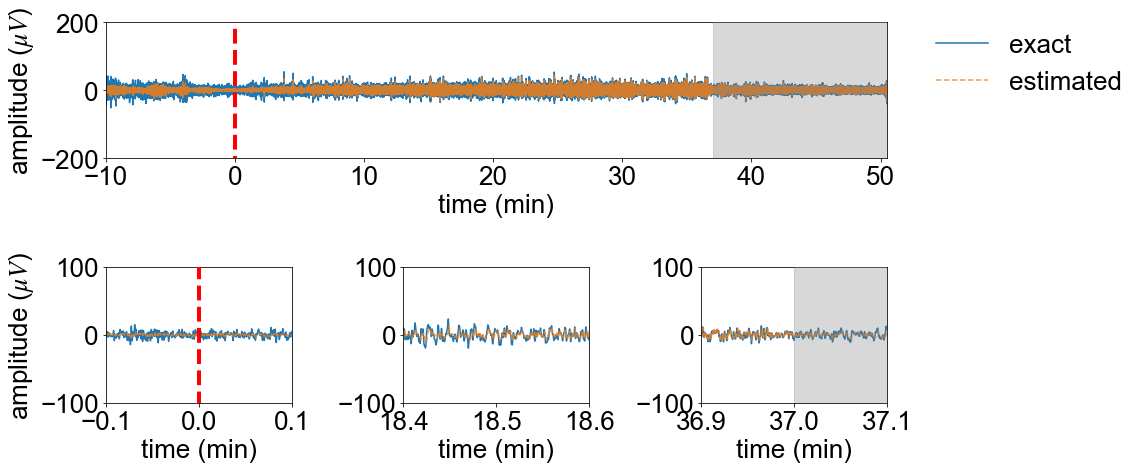 amplitude (μV)
200
0
−200
−10 0 10 20 30 40 50
time (min)
exact
estimated
amplitude (μV)
100
0
−100
−0.1 0.0 0.1
time (min)
100
0
−100
18.4 18.5 18.6
time (min)
100
0
−100
36.9 37.0 37.1
time (min)